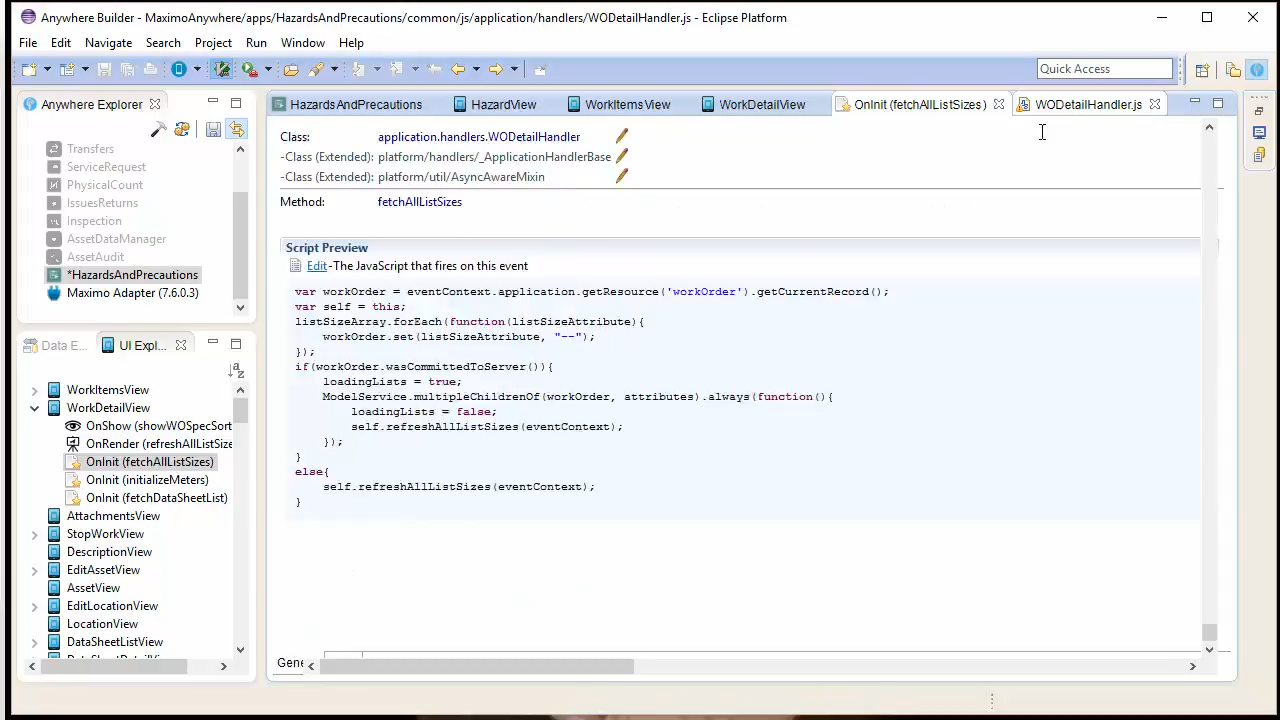 Anywhere Builder - MaximoAnywhere/apps/HazardsAndPrecautions/common/js/application/handlers/WODetailHandler.js - Eclipse Platform
File Edit Navigate Search Project Run Window Help
Quick Access
Anywhere Explorer
Transfers
ServiceRequest
PhysicalCount
IssuesReturns
Inspection
AssetDataManager
AssetAudit
*HazardsAndPrecautions
Maximo Adapter (7.6.0.3)
Data E... UI Expl...
WorkItemsView
WorkDetailView
OnShow (showWOSpecSort
OnRender (refreshAllListSize
OnInit (fetchAllListSizes)
OnInit (initializeMeters)
OnInit (fetchDataSheetList)
AttachmentsView
StopWorkView
DescriptionView
EditAssetView
AssetView
EditLocationView
LocationView
DataSheetListView
HazardsAndPrecautions HazardView WorkItemsView WorkDetailView OnInit (fetchAllListSizes) WODetailHandler.js
Class: application.handlers.WODetailHandler
-Class (Extended): platform/handlers/_ApplicationHandlerBase
-Class (Extended): platform/util/AsyncAwareMixin
Method: fetchAllListSizes
Script Preview
Edit-The JavaScript that fires on this event
var workOrder = eventContext.application.getResource('workOrder').getCurrentRecord();
var self = this;
listSizeArray.forEach(function(listSizeAttribute){
workOrder.set(listSizeAttribute, "--");
});
if(workOrder.wasCommittedToServer()){
loadingLists = true;
ModelService.multipleChildrenOf(workOrder, attributes).always(function(){
loadingLists = false;
self.refreshAllListSizes(eventContext);
});
}
else{
self.refreshAllListSizes(eventContext);
}
Gene